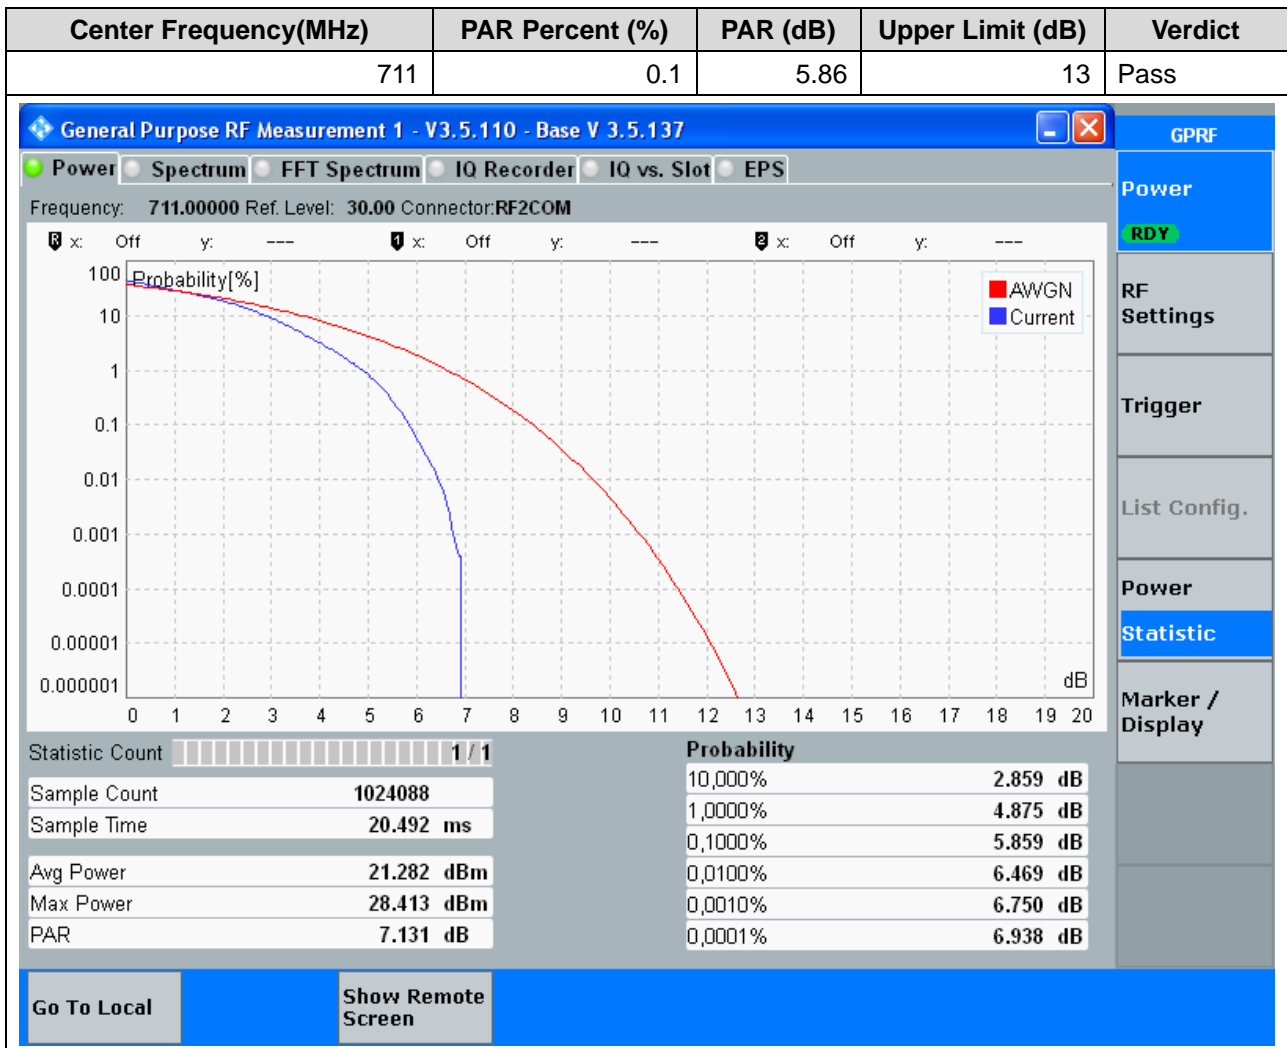 Center Frequency(MHz) PAR Percent (%) PAR (dB) Upper Limit (dB) Verdict
711 0.1 5.86 13 Pass
General Purpose RF Measurement 1 - V3.5.110 - Base V 3.5.137
GPRF
Power Spectrum FFT Spectrum IQ Recorder IQ vs. Slot EPS
Power
RDY
Frequency: 711.00000 Ref. Level: 30.00 Connector:RF2COM
R x: Off y: --- 1 x: Off y: --- 2 x: Off y: ---
Probability[%]
AWGN
Current
100
10
1
0.1
0.01
0.001
0.0001
0.00001
0.000001
dB
0 1 2 3 4 5 6 7 8 9 10 11 12 13 14 15 16 17 18 19 20
RF
Settings
Trigger
List Config.
Power
Statistic
Marker /
Display
Statistic Count 1 / 1
Sample Count 1024088
Sample Time 20.492 ms
Avg Power 21.282 dBm
Max Power 28.413 dBm
PAR 7.131 dB
Probability
10,000% 2.859 dB
1,0000% 4.875 dB
0,1000% 5.859 dB
0,0100% 6.469 dB
0,0010% 6.750 dB
0,0001% 6.938 dB
Go To Local
Show Remote
Screen